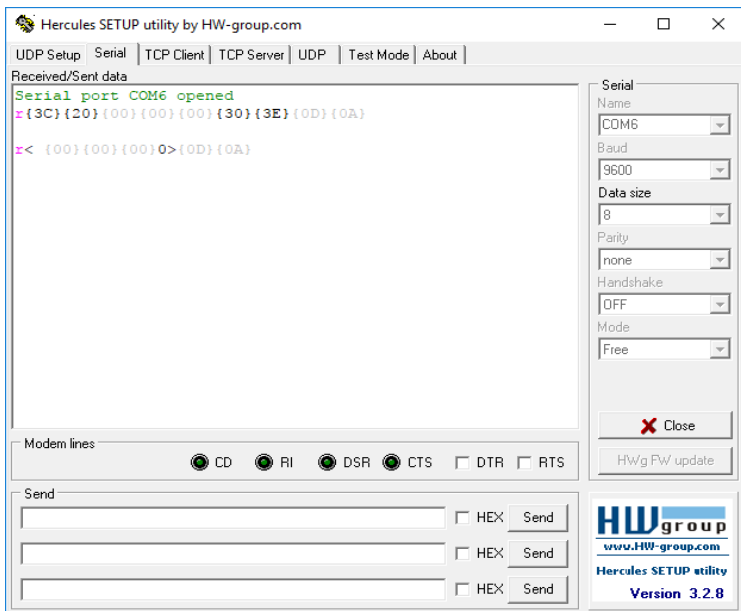 Hercules SETUP utility by HW-group.com
UDP Setup Serial TCP Client TCP Server UDP Test Mode About
Received/Sent data
Serial port COM6 opened
r{3C}{20}{00}{00}{00}{30}{3E}{0D}{0A}
r< {00}{00}{00}0>{0D}{0A}
Serial
Name
COM6
Baud
9600
Data size
8
Parity
none
Handshake
OFF
Mode
Free
Close
HWg FW update
Modem lines
CD RI DSR CTS DTR RTS
Send
HEX Send
HEX Send
HEX Send
HW group
www.HW-group.com
Hercules SETUP utility
Version 3.2.8